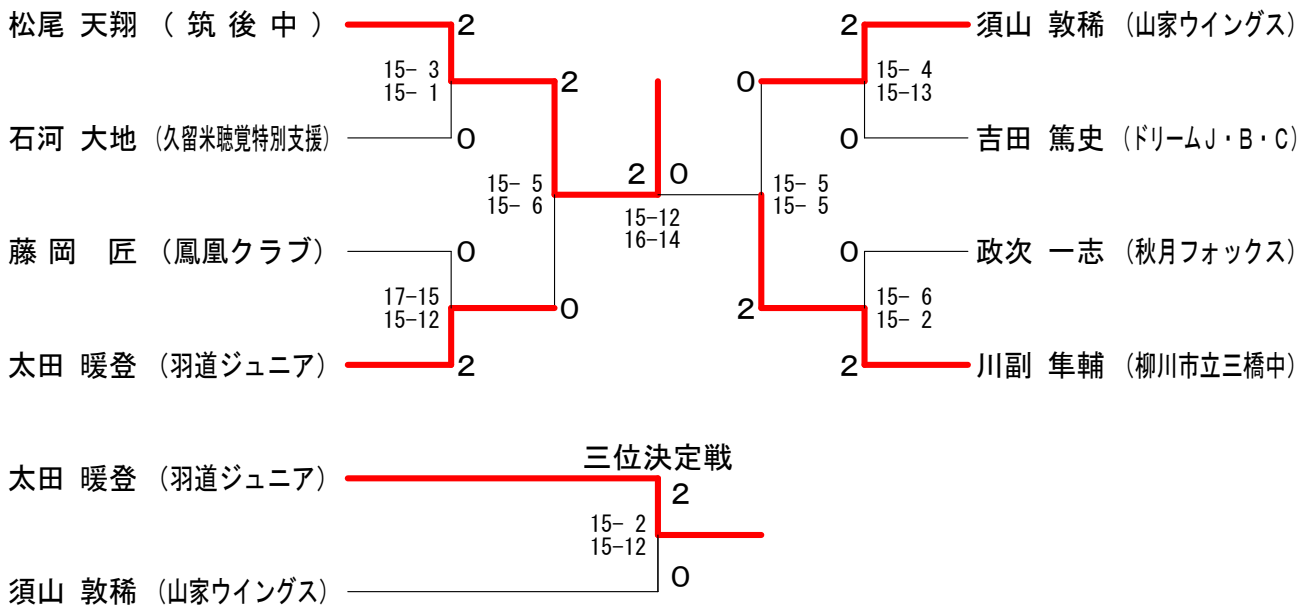 松尾 天翔 (筑後中) 2 2 須山 敦稀 (山家ウイングス)
15- 3 2 0 15- 4
15- 1 15-13
石河 大地 (久留米聴覚特別支援) 0 0 吉田 篤史 (ドリームJ・B・C)
15- 5 2 0 15- 5
15- 6 15-12 15- 5
16-14
藤岡 匠 (鳳凰クラブ) 0 0 政次 一志 (秋月フォックス)
17-15 0 2 15- 6
15-12 15- 2
太田 暖登 (羽道ジュニア) 2 2 川副 隼輔 (柳川市立三橋中)
三位決定戦
太田 暖登 (羽道ジュニア) 2
15- 2
15-12
須山 敦稀 (山家ウイングス) 0